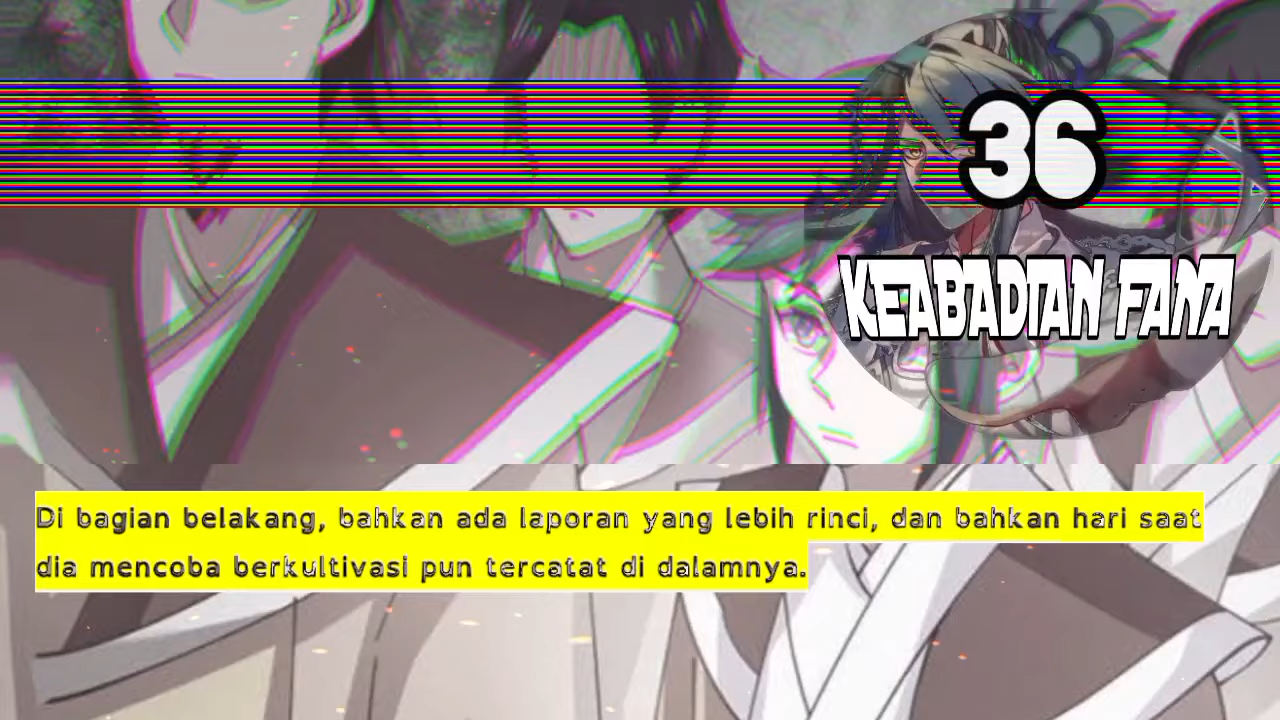 36
KEABADIAN FANA
Di bagian belakang, bahkan ada laporan yang lebih rinci, dan bahkan hari saat
dia mencoba berkultivasi pun tercatat di dalamnya.